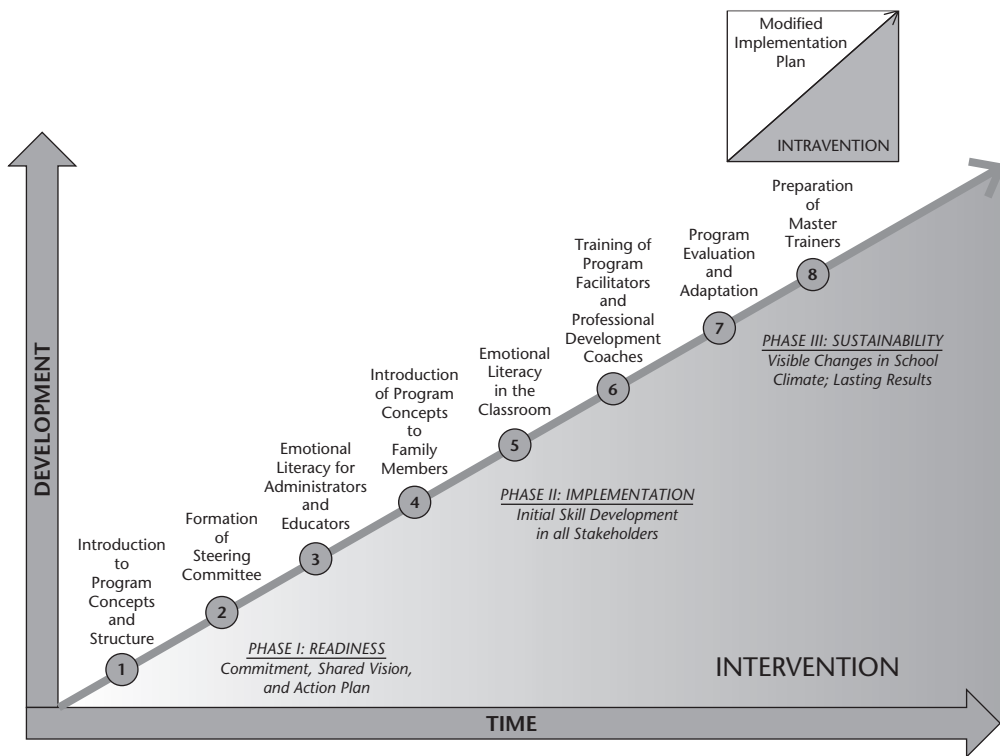 Modified
Implementation
Plan
INTRAVENTION
DEVELOPMENT
Introduction
to
Program
Concepts
and
Structure
1
Formation
of
Steering
Committee
2
Emotional
Literacy for
Administrators
and
Educators
3
Introduction
of Program
Concepts
to
Family
Members
4
Emotional
Literacy
in the
Classroom
5
Training of
Program
Facilitators
and
Professional
Development
Coaches
6
Program
Evaluation
and
Adaptation
7
Preparation
of
Master
Trainers
8
PHASE I: READINESS
Commitment, Shared Vision,
and Action Plan
PHASE II: IMPLEMENTATION
Initial Skill Development
in all Stakeholders
PHASE III: SUSTAINABILITY
Visible Changes in School
Climate; Lasting Results
INTERVENTION
TIME